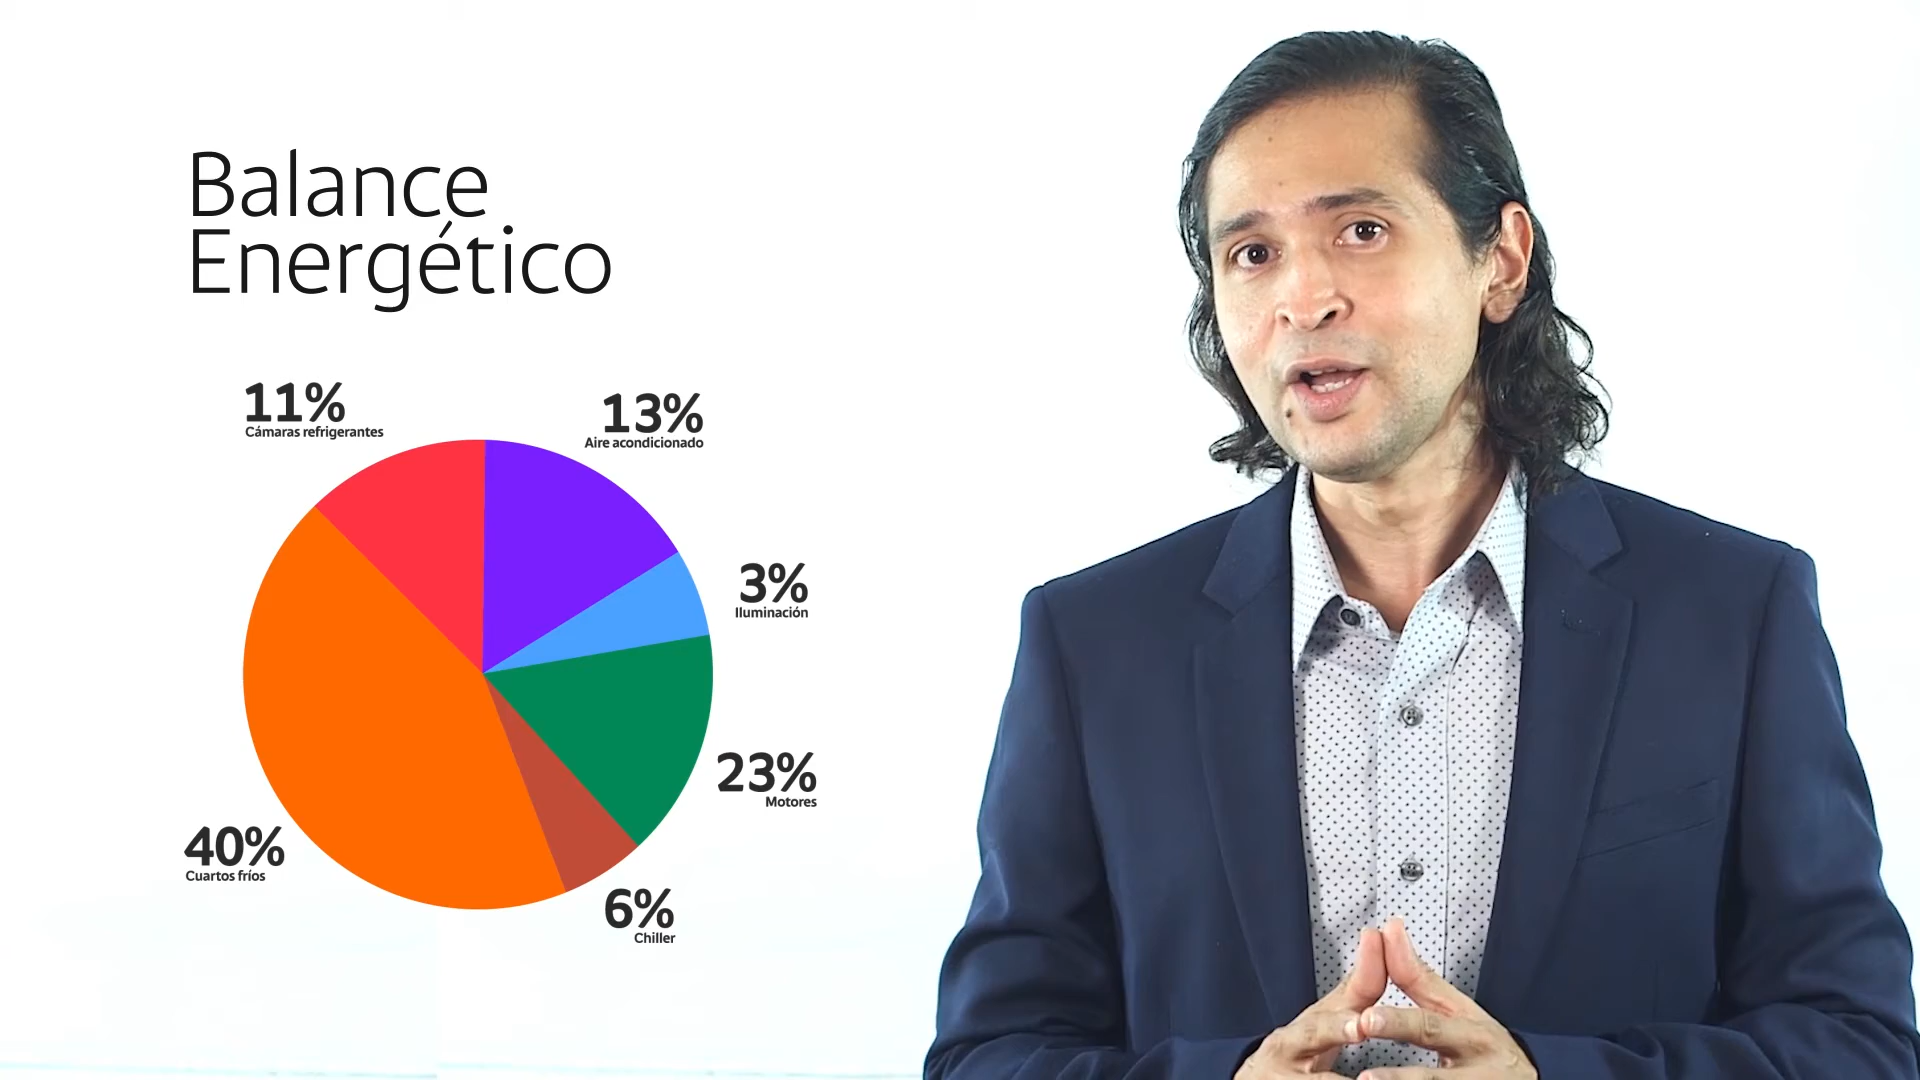 Balance
Energético
11%
Cámaras refrigerantes
13%
Aire acondicionado
3%
Iluminación
23%
Motores
40%
Cuartos fríos
6%
Chiller